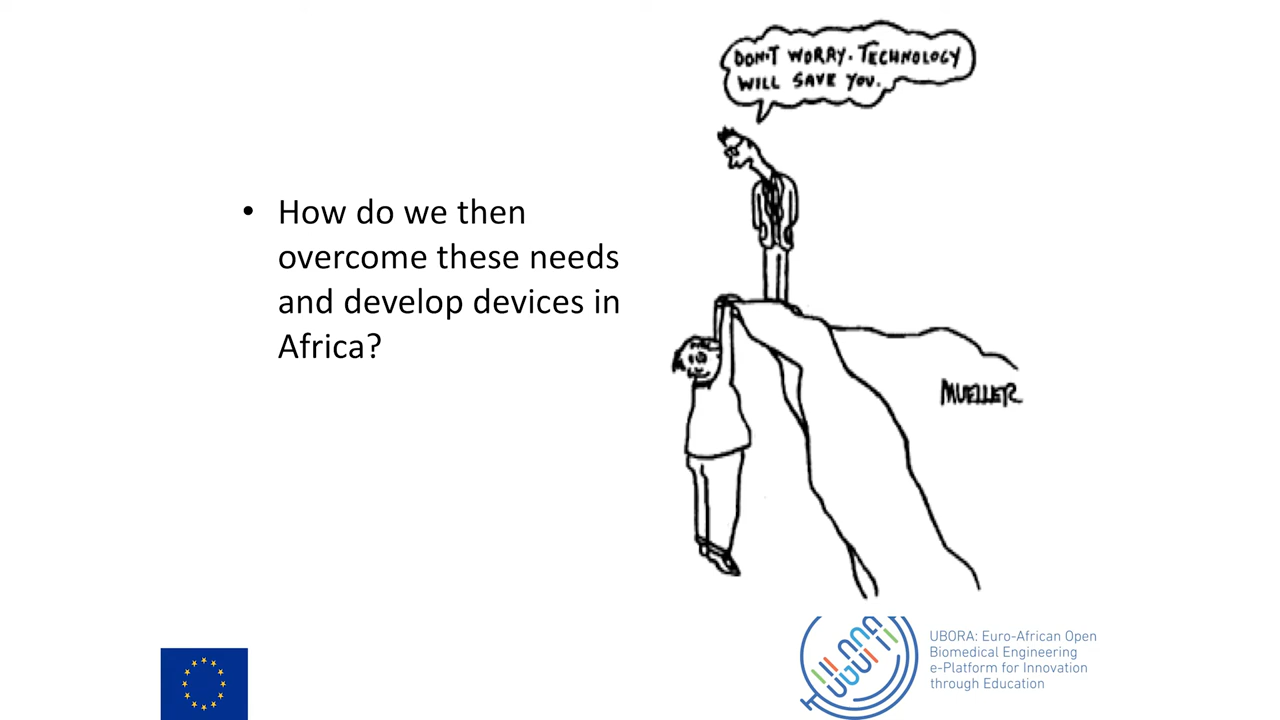 DON'T WORRY. TECHNOLOGY
WILL SAVE YOU.
• How do we then
overcome these needs
and develop devices in
Africa?
MUELLER
UBORA
UBORA: Euro-African Open
Biomedical Engineering
e-Platform for Innovation
through Education